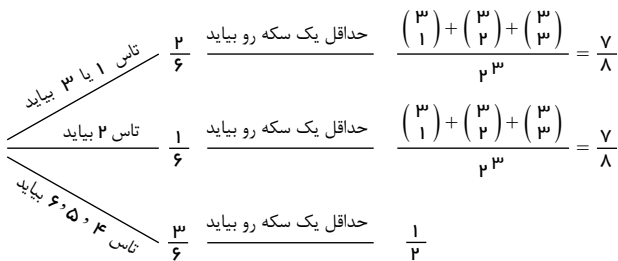 تاس ۱ یا ۳ بیاید ۲/۶ حداقل یک سکه رو بیاید ((۳ ۱) + (۳ ۲) + (۳ ۳)) / ۲^۳ = ۷/۸
تاس ۲ بیاید ۱/۶ حداقل یک سکه رو بیاید ((۳ ۱) + (۳ ۲) + (۳ ۳)) / ۲^۳ = ۷/۸
تاس ۴ و ۵ و ۶ بیاید ۳/۶ حداقل یک سکه رو بیاید ۱/۲